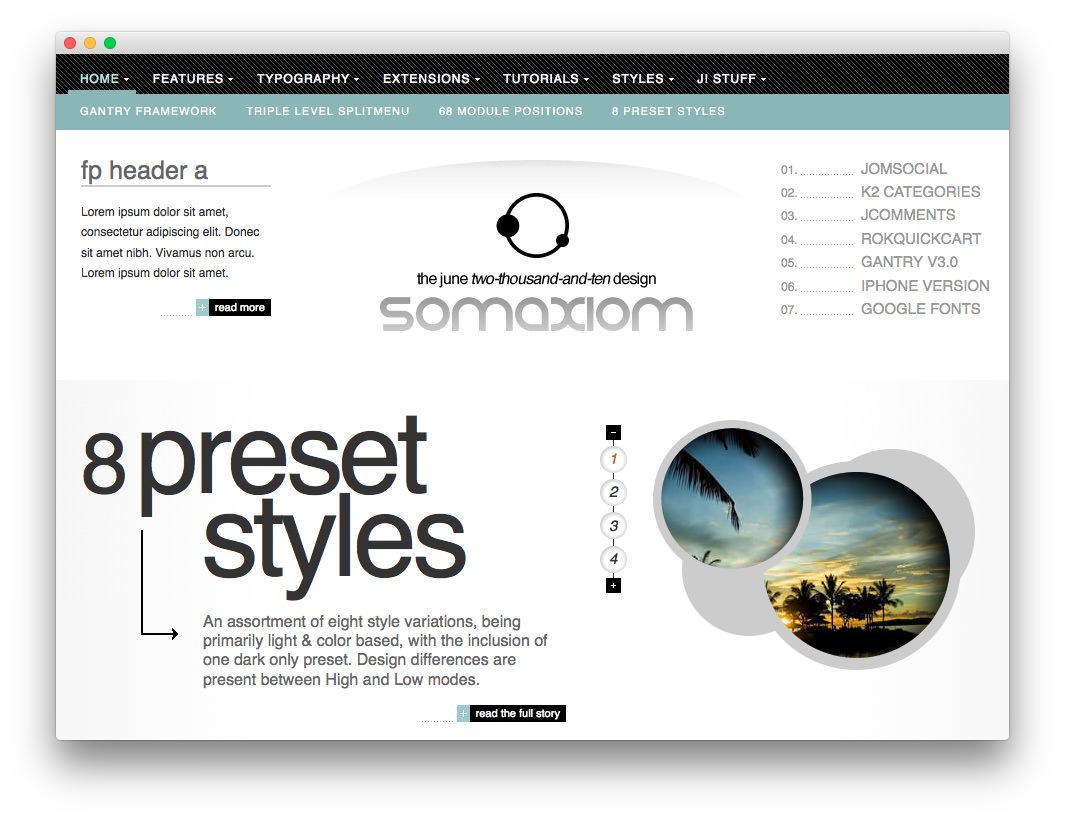 HOME FEATURES TYPOGRAPHY EXTENSIONS TUTORIALS STYLES J! STUFF
GANTRY FRAMEWORK TRIPLE LEVEL SPLITMENU 68 MODULE POSITIONS 8 PRESET STYLES
fp header a
Lorem ipsum dolor sit amet,
consectetur adipiscing elit. Donec
sit amet nibh. Vivamus non arcu.
Lorem ipsum dolor sit amet.
+ read more
the june two-thousand-and-ten design
somaxiom
01. JOMSOCIAL
02. K2 CATEGORIES
03. JCOMMENTS
04. ROKQUICKCART
05. GANTRY V3.0
06. IPHONE VERSION
07. GOOGLE FONTS
8 preset
styles
An assortment of eight style variations, being
primarily light & color based, with the inclusion of
one dark only preset. Design differences are
present between High and Low modes.
+ read the full story
-
1
2
3
4
+